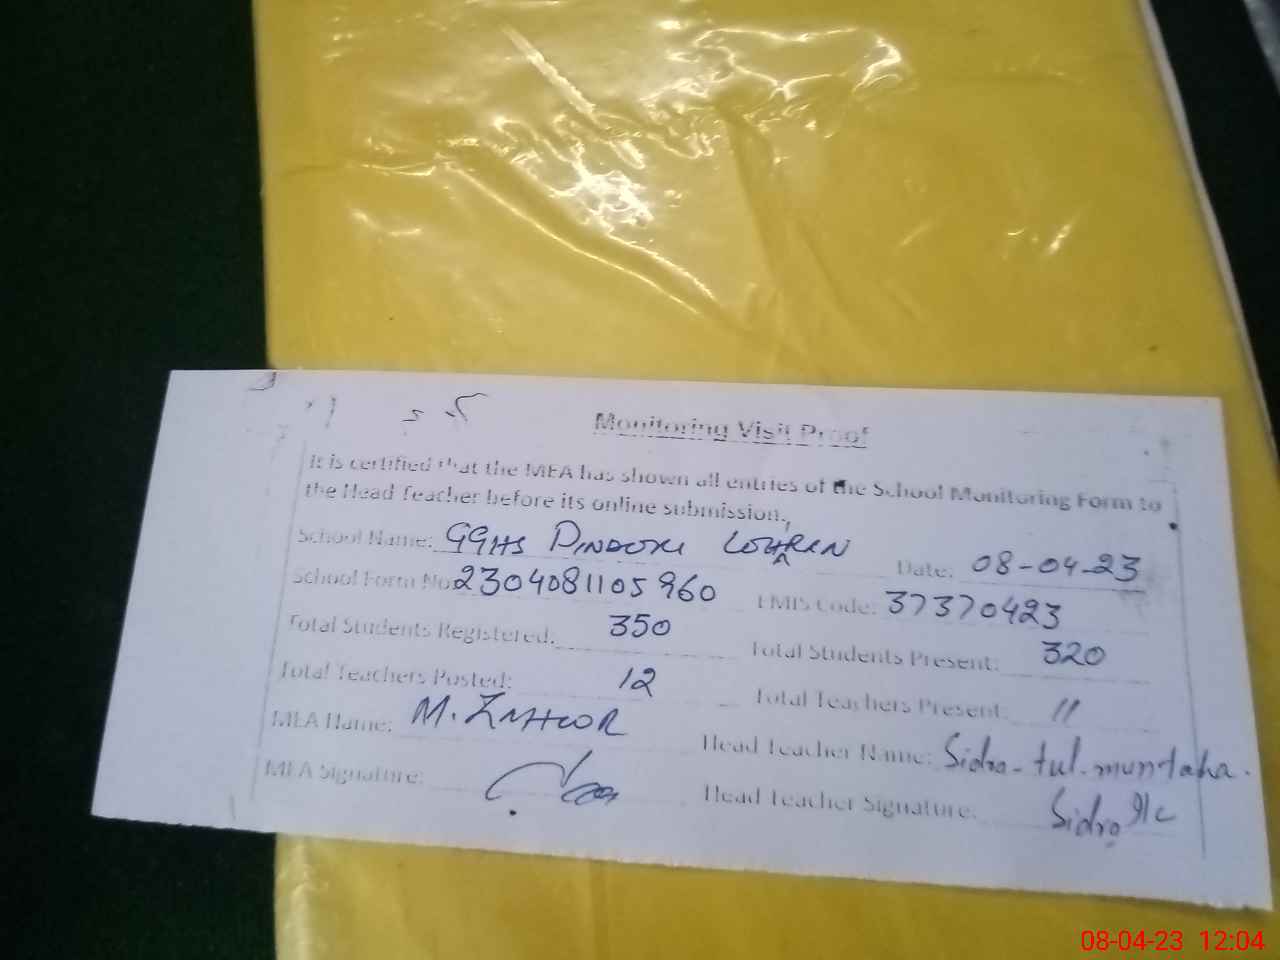 Monitoring Visit Proof
It is certified that the MEA has shown all entries of the School Monitoring Form to
the Head Teacher before its online submission.
School Name: GGHS PINDORI Date: 08-04-23
School Form No 2304081105960 EMIS Code: 37370423
Total Students Registered: 350 Total Students Present: 320
Total Teachers Posted: 12 Total Teachers Present: 11
MEA Name: M. ZAHOOR Head Teacher Name: Sidra-tul-muntaha.
MEA Signature: Head Teacher Signature: Sidra I/c
08-04-23 12:04